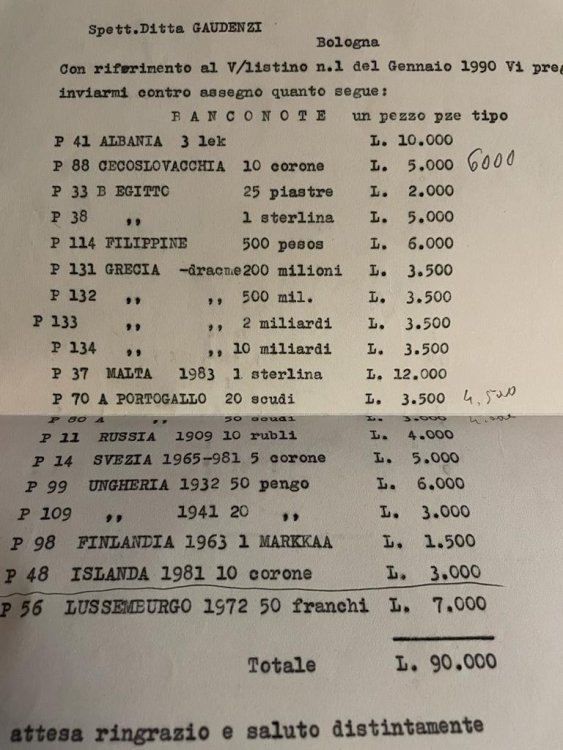 Spett.Ditta GAUDENZI
Bologna
Con riferimento al V/listino n.1 del Gennaio 1990 Vi preg
inviarmi contro assegno quanto segue:
B A N C O N O T E un pezzo pze tipo
P 41 ALBANIA 3 lek L. 10.000
P 88 CECOSLOVACCHIA 10 corone L. 5.000 6000
P 33 B EGITTO 25 piastre L. 2.000
P 38 ,, 1 sterlina L. 5.000
P 114 FILIPPINE 500 pesos L. 6.000
P 131 GRECIA -dracme200 milioni L. 3.500
P 132 ,, ,, 500 mil. L. 3.500
P 133 ,, ,, 2 miliardi L. 3.500
P 134 ,, ,, 10 miliardi L. 3.500
P 37 MALTA 1983 1 sterlina L. 12.000
P 70 A PORTOGALLO 20 scudi L. 3.500 4.500
A ,, 50 scudi L. 3.000
P 11 RUSSIA 1909 10 rubli L. 4.000
P 14 SVEZIA 1965-981 5 corone L. 5.000
P 99 UNGHERIA 1932 50 pengo L. 6.000
P 109 ,, 1941 20 ,, L. 3.000
P 98 FINLANDIA 1963 1 MARKKAA L. 1.500
P 48 ISLANDA 1981 10 corone L. 3.000
P 56 LUSSEMBURGO 1972 50 franchi L. 7.000
Totale L. 90.000
attesa ringrazio e saluto distintamente